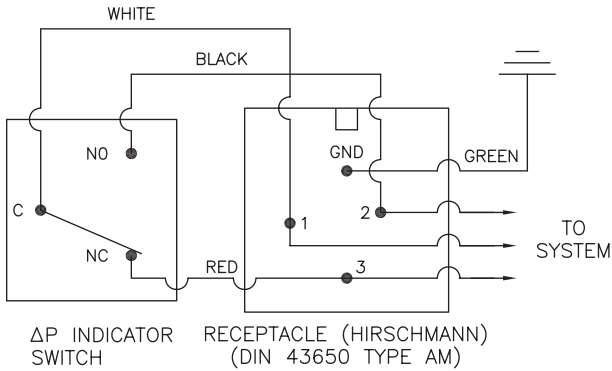 WHITE
BLACK
NO
GND
GREEN
C
1
2
TO
SYSTEM
NC
RED
3
ΔP INDICATOR
SWITCH
RECEPTACLE (HIRSCHMANN)
(DIN 43650 TYPE AM)